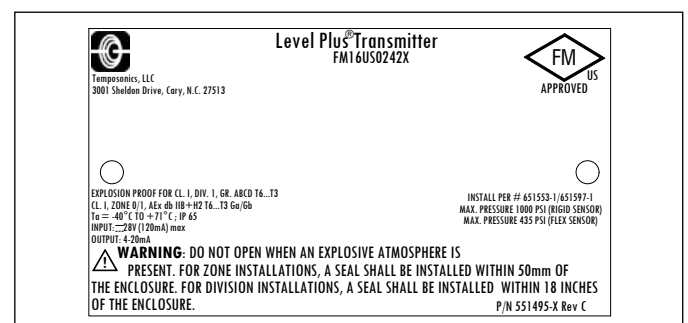 Level Plus® Transmitter
FM16US0242X
FM
US
APPROVED
Temposonics, LLC
3001 Sheldon Drive, Cary, N.C. 27513
EXPLOSION PROOF FOR CL. I, DIV. 1, GR. ABCD T6...T3
CL. I, ZONE 0/1, AEx db IIB+H2 T6...T3 Ga/Gb
Ta = -40°C TO +71°C ; IP 65
INPUT: ⎓28V (120mA) max
OUTPUT: 4-20mA
INSTALL PER # 651553-1/651597-1
MAX. PRESSURE 1000 PSI (RIGID SENSOR)
MAX. PRESSURE 435 PSI (FLEX SENSOR)
WARNING: DO NOT OPEN WHEN AN EXPLOSIVE ATMOSPHERE IS
PRESENT. FOR ZONE INSTALLATIONS, A SEAL SHALL BE INSTALLED WITHIN 50mm OF
THE ENCLOSURE. FOR DIVISION INSTALLATIONS, A SEAL SHALL BE INSTALLED WITHIN 18 INCHES
OF THE ENCLOSURE.
P/N 551495-X Rev C